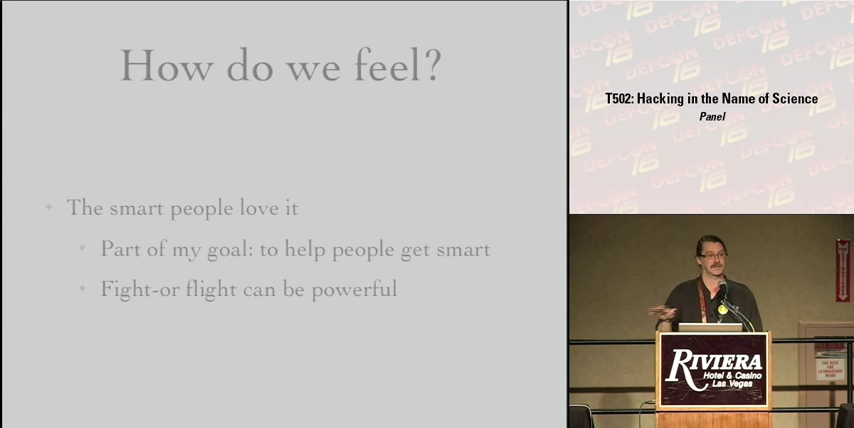 How do we feel?
The smart people love it
Part of my goal: to help people get smart
Fight-or flight can be powerful
DEFCON 16
T502: Hacking in the Name of Science
Panel
RIVIERA
Hotel & Casino
Las Vegas